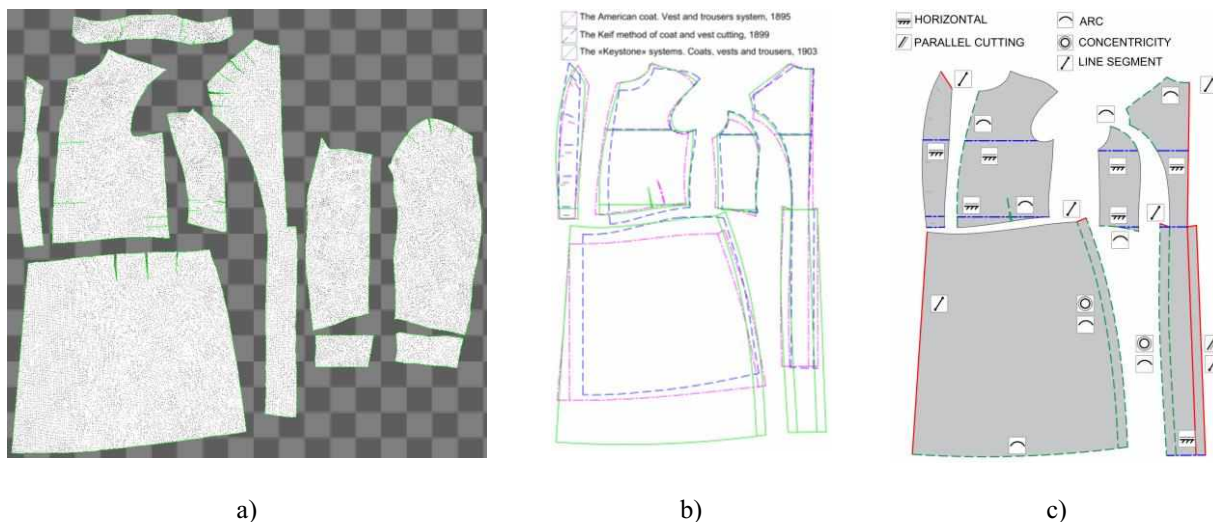 The American coat. Vest and trousers system, 1895
The Keif method of coat and vest cutting, 1899
The «Keystone» systems. Coats, vests and trousers, 1903
HORIZONTAL
PARALLEL CUTTING
ARC
CONCENTRICITY
LINE SEGMENT
a)
b)
c)